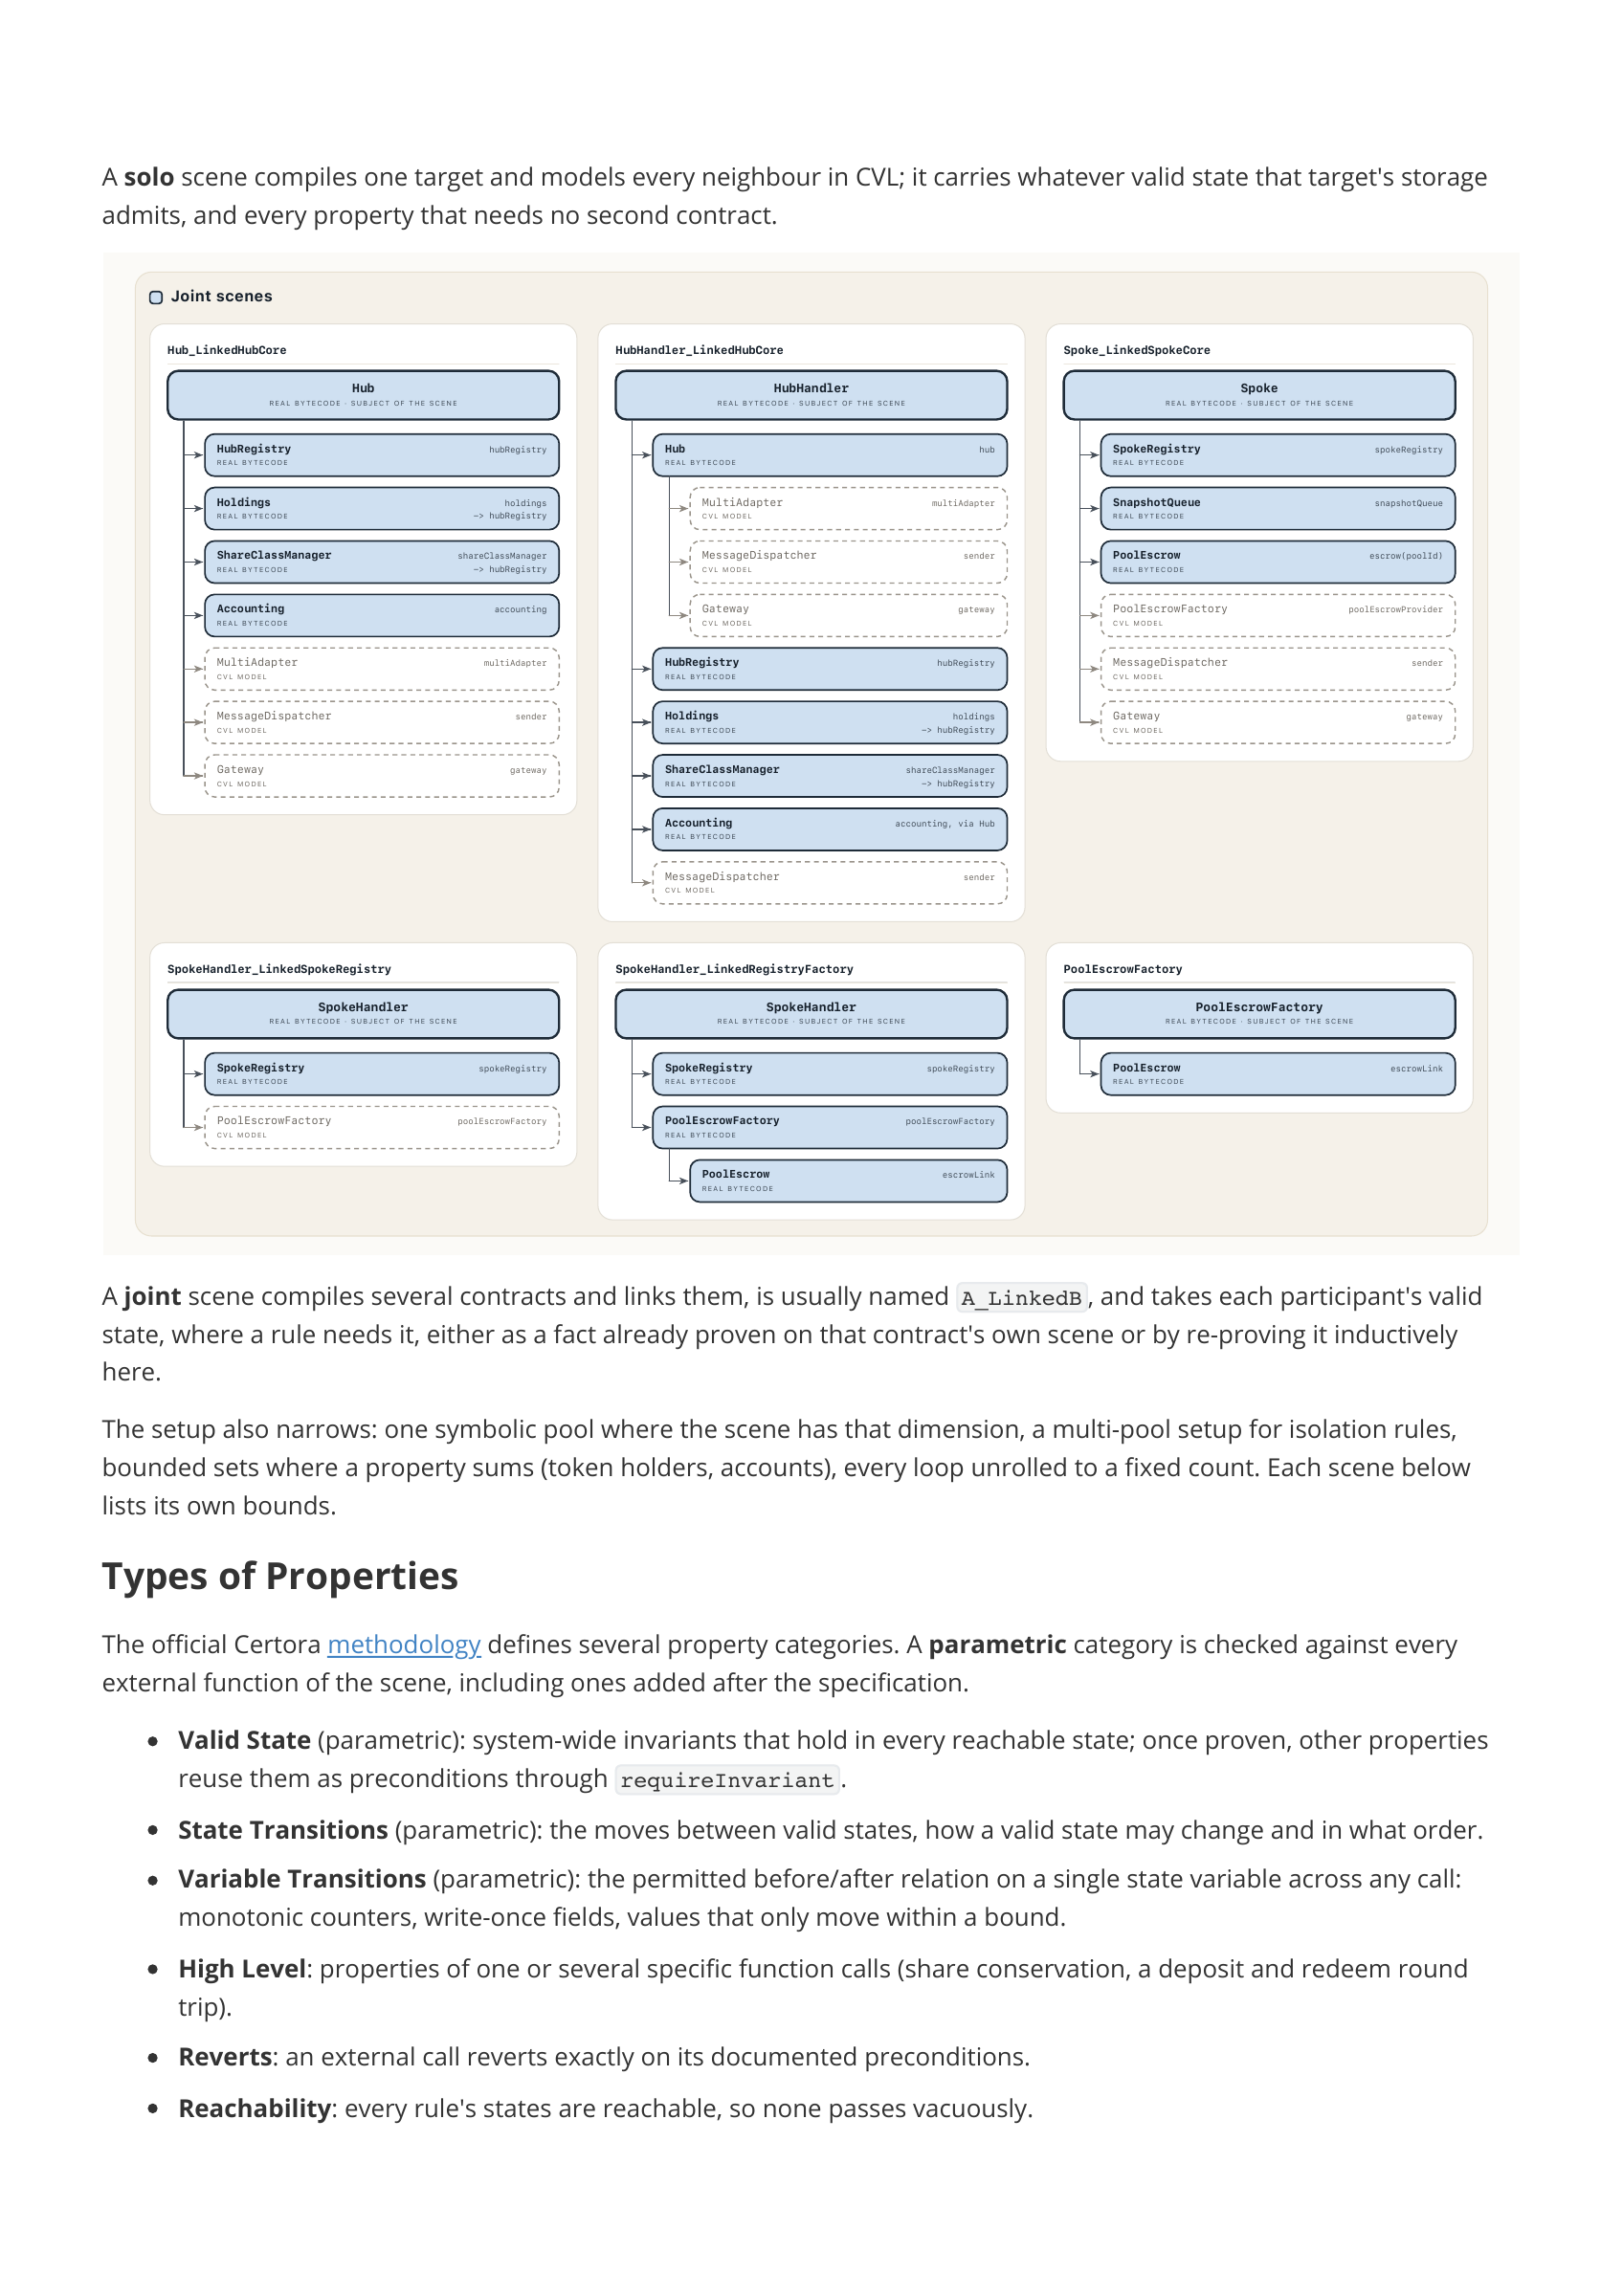 A solo scene compiles one target and models every neighbour in CVL; it carries whatever valid state that target's storage
admits, and every property that needs no second contract.
Joint scenes
Hub_LinkedHubCore
Hub
REAL BYTECODE · SUBJECT OF THE SCENE
HubRegistry hubRegistry
REAL BYTECODE
Holdings holdings
REAL BYTECODE —> hubRegistry
ShareClassManager shareClassManager
REAL BYTECODE —> hubRegistry
Accounting accounting
REAL BYTECODE
MultiAdapter multiAdapter
CVL MODEL
MessageDispatcher sender
CVL MODEL
Gateway gateway
CVL MODEL
HubHandler_LinkedHubCore
HubHandler
REAL BYTECODE · SUBJECT OF THE SCENE
Hub hub
REAL BYTECODE
MultiAdapter multiAdapter
CVL MODEL
MessageDispatcher sender
CVL MODEL
Gateway gateway
CVL MODEL
HubRegistry hubRegistry
REAL BYTECODE
Holdings holdings
REAL BYTECODE —> hubRegistry
ShareClassManager shareClassManager
REAL BYTECODE —> hubRegistry
Accounting accounting, via Hub
REAL BYTECODE
MessageDispatcher sender
CVL MODEL
Spoke_LinkedSpokeCore
Spoke
REAL BYTECODE · SUBJECT OF THE SCENE
SpokeRegistry spokeRegistry
REAL BYTECODE
SnapshotQueue snapshotQueue
REAL BYTECODE
PoolEscrow escrow(poolId)
REAL BYTECODE
PoolEscrowFactory poolEscrowProvider
CVL MODEL
MessageDispatcher sender
CVL MODEL
Gateway gateway
CVL MODEL
SpokeHandler_LinkedSpokeRegistry
SpokeHandler
REAL BYTECODE · SUBJECT OF THE SCENE
SpokeRegistry spokeRegistry
REAL BYTECODE
PoolEscrowFactory poolEscrowFactory
CVL MODEL
SpokeHandler_LinkedRegistryFactory
SpokeHandler
REAL BYTECODE · SUBJECT OF THE SCENE
SpokeRegistry spokeRegistry
REAL BYTECODE
PoolEscrowFactory poolEscrowFactory
REAL BYTECODE
PoolEscrow escrowLink
REAL BYTECODE
PoolEscrowFactory
PoolEscrowFactory
REAL BYTECODE · SUBJECT OF THE SCENE
PoolEscrow escrowLink
REAL BYTECODE
A joint scene compiles several contracts and links them, is usually named A_LinkedB, and takes each participant's valid
state, where a rule needs it, either as a fact already proven on that contract's own scene or by re-proving it inductively
here.
The setup also narrows: one symbolic pool where the scene has that dimension, a multi-pool setup for isolation rules,
bounded sets where a property sums (token holders, accounts), every loop unrolled to a fixed count. Each scene below
lists its own bounds.
Types of Properties
The official Certora methodology defines several property categories. A parametric category is checked against every
external function of the scene, including ones added after the specification.
• Valid State (parametric): system-wide invariants that hold in every reachable state; once proven, other properties
reuse them as preconditions through requireInvariant.
• State Transitions (parametric): the moves between valid states, how a valid state may change and in what order.
• Variable Transitions (parametric): the permitted before/after relation on a single state variable across any call:
monotonic counters, write-once fields, values that only move within a bound.
• High Level: properties of one or several specific function calls (share conservation, a deposit and redeem round
trip).
• Reverts: an external call reverts exactly on its documented preconditions.
• Reachability: every rule's states are reachable, so none passes vacuously.